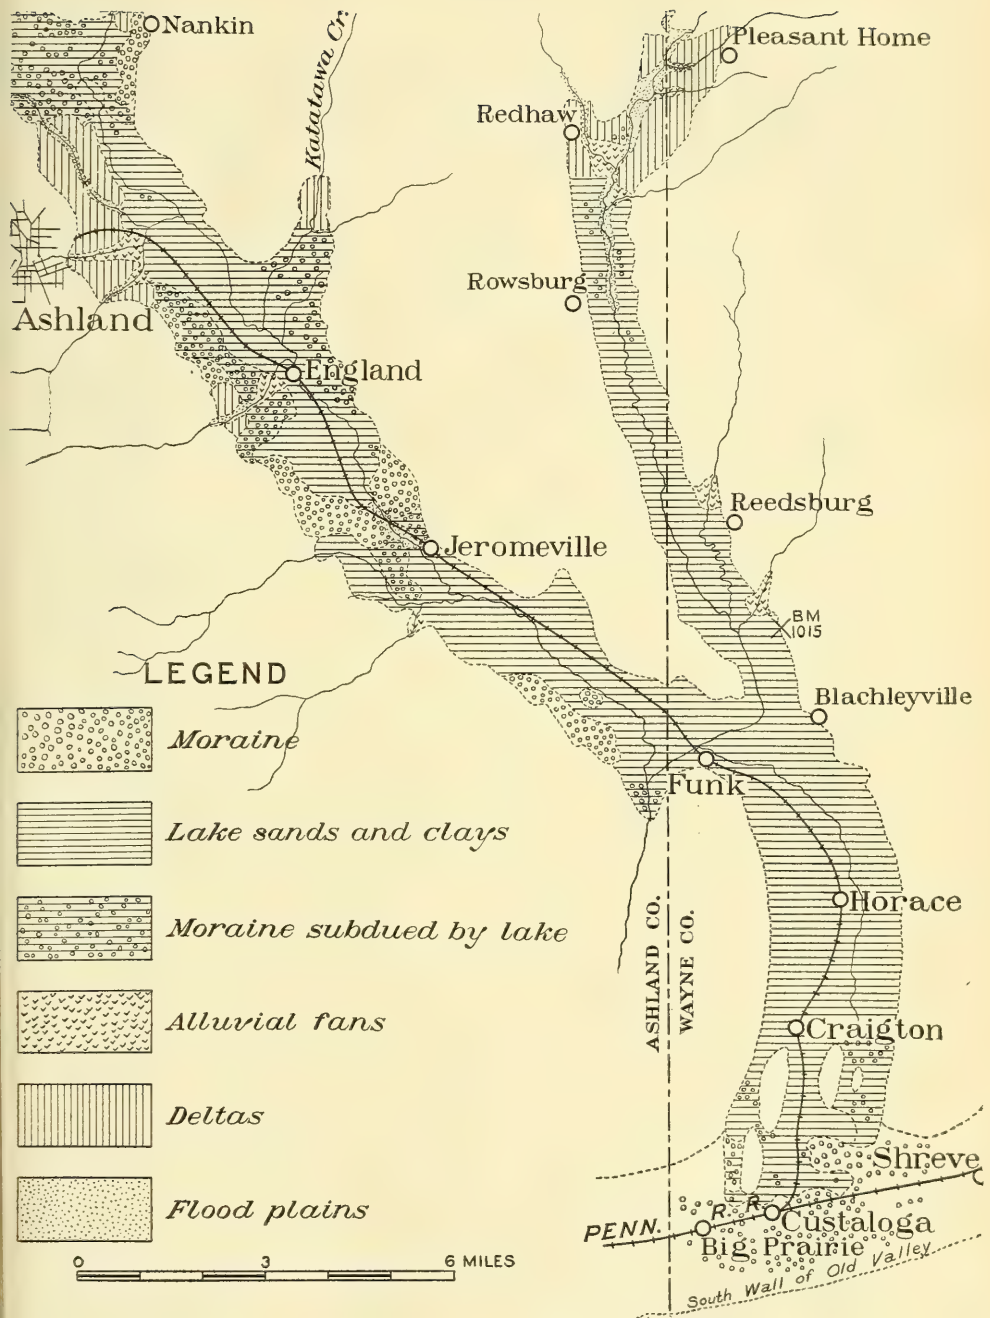 Nankin
Katatawa Cr.
Pleasant Home
Redhaw
Rowsburg
Ashland
England
Reedsburg
Jeromeville
BM
1015
LEGEND
Blachleyville
Moraine
Funk
Lake sands and clays
Horace
Moraine subdued by lake
ASHLAND CO.
WAYNE CO.
Alluvial fans
Craigton
Deltas
Shreve
Flood plains
PENN. R. R.
Custaloga
Big Prairie
0 3 6 MILES
South Wall of Old Valley